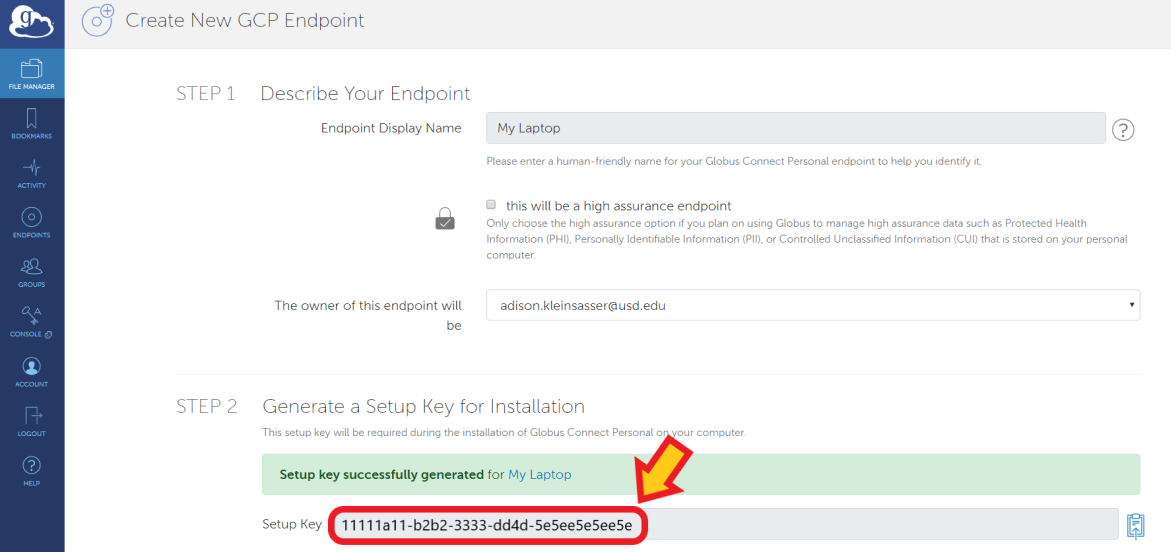 g
Create New GCP Endpoint
FILE MANAGER
BOOKMARKS
ACTIVITY
ENDPOINTS
GROUPS
CONSOLE
ACCOUNT
LOGOUT
HELP
STEP 1 Describe Your Endpoint
Endpoint Display Name My Laptop ?
Please enter a human-friendly name for your Globus Connect Personal endpoint to help you identify it.
this will be a high assurance endpoint
Only choose the high assurance option if you plan on using Globus to manage high assurance data such as Protected Health
Information (PHI), Personally Identifiable Information (PII), or Controlled Unclassified Information (CUI) that is stored on your personal
computer.
The owner of this endpoint will adison.kleinsasser@usd.edu
be
STEP 2 Generate a Setup Key for Installation
This setup key will be required during the installation of Globus Connect Personal on your computer.
Setup key successfully generated for My Laptop
Setup Key 11111a11-b2b2-3333-dd4d-5e5ee5e5ee5e